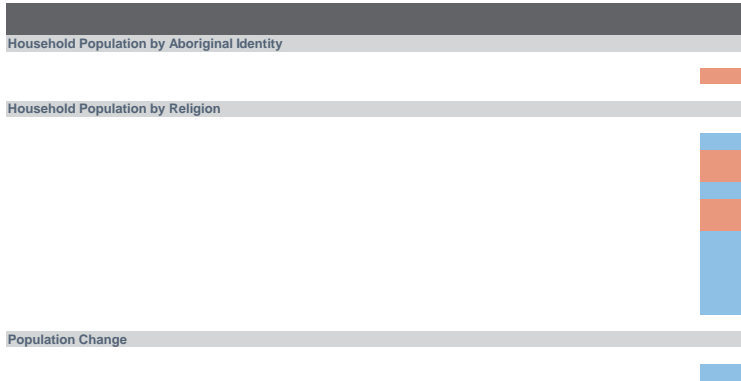 Household Population by Aboriginal Identity
Household Population by Religion
Population Change